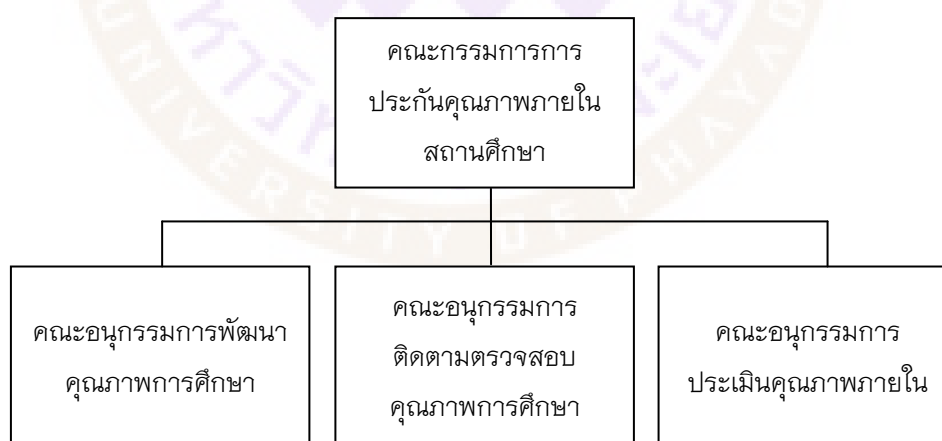 คณะกรรมการการ
ประกันคุณภาพภายใน
สถานศึกษา
คณะอนุกรรมการพัฒนา
คุณภาพการศึกษา
คณะอนุกรรมการ
ติดตามตรวจสอบ
คุณภาพการศึกษา
คณะอนุกรรมการ
ประเมินคุณภาพภายใน
UNIVERSITY OF PHAYAO